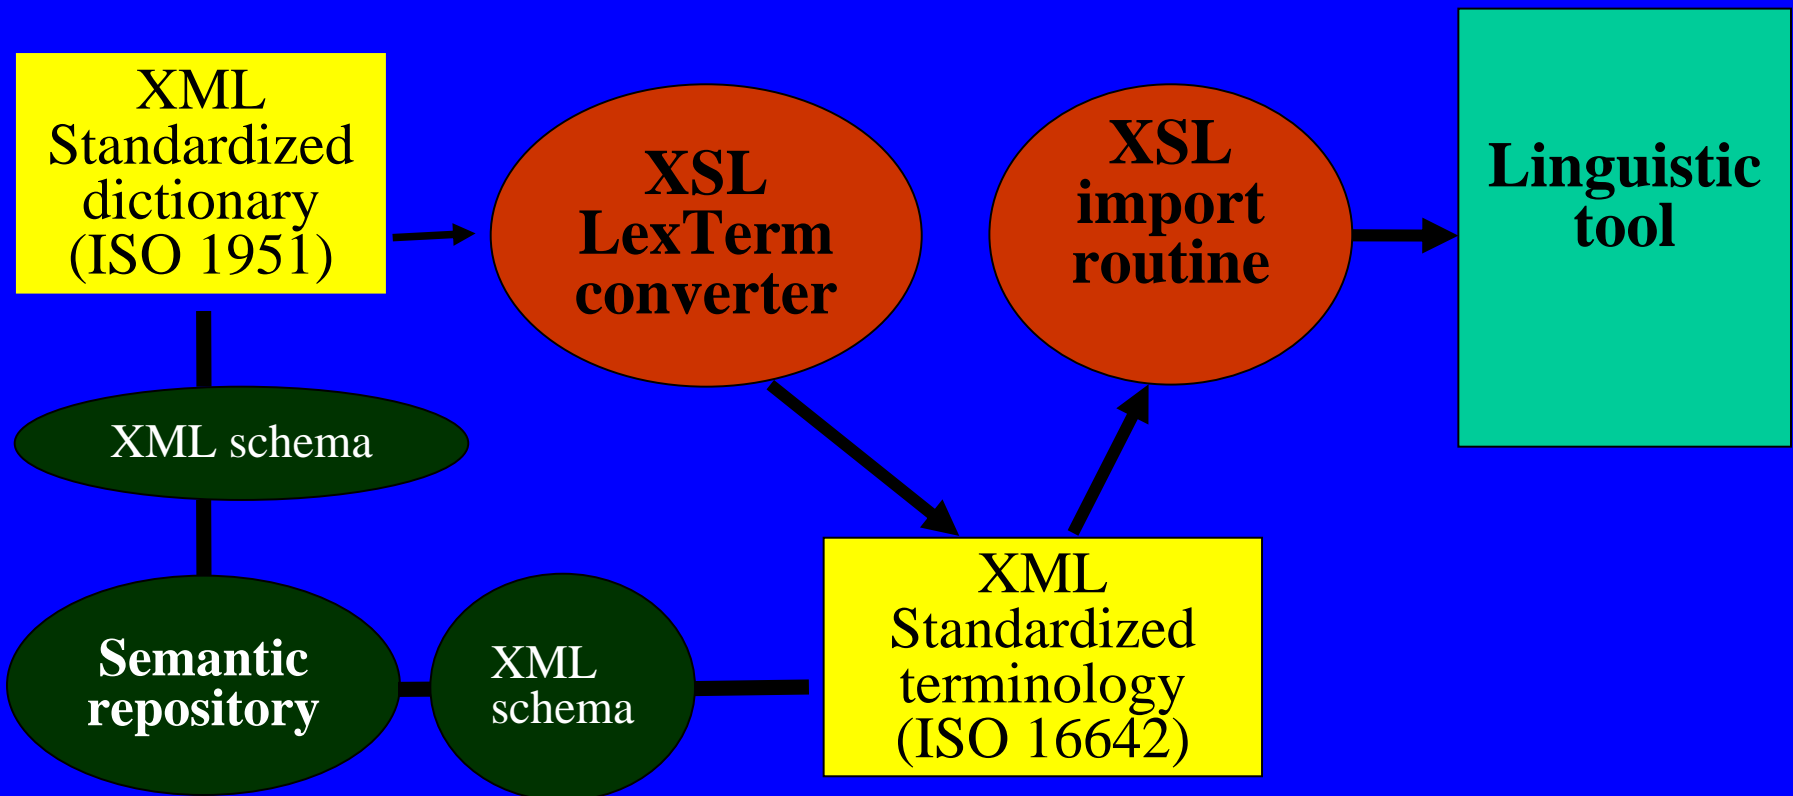 XML
Standardized
dictionary
(ISO 1951)
XSL
LexTerm
converter
XSL
import
routine
Linguistic
tool
XML schema
Semantic
repository
XML
schema
XML
Standardized
terminology
(ISO 16642)